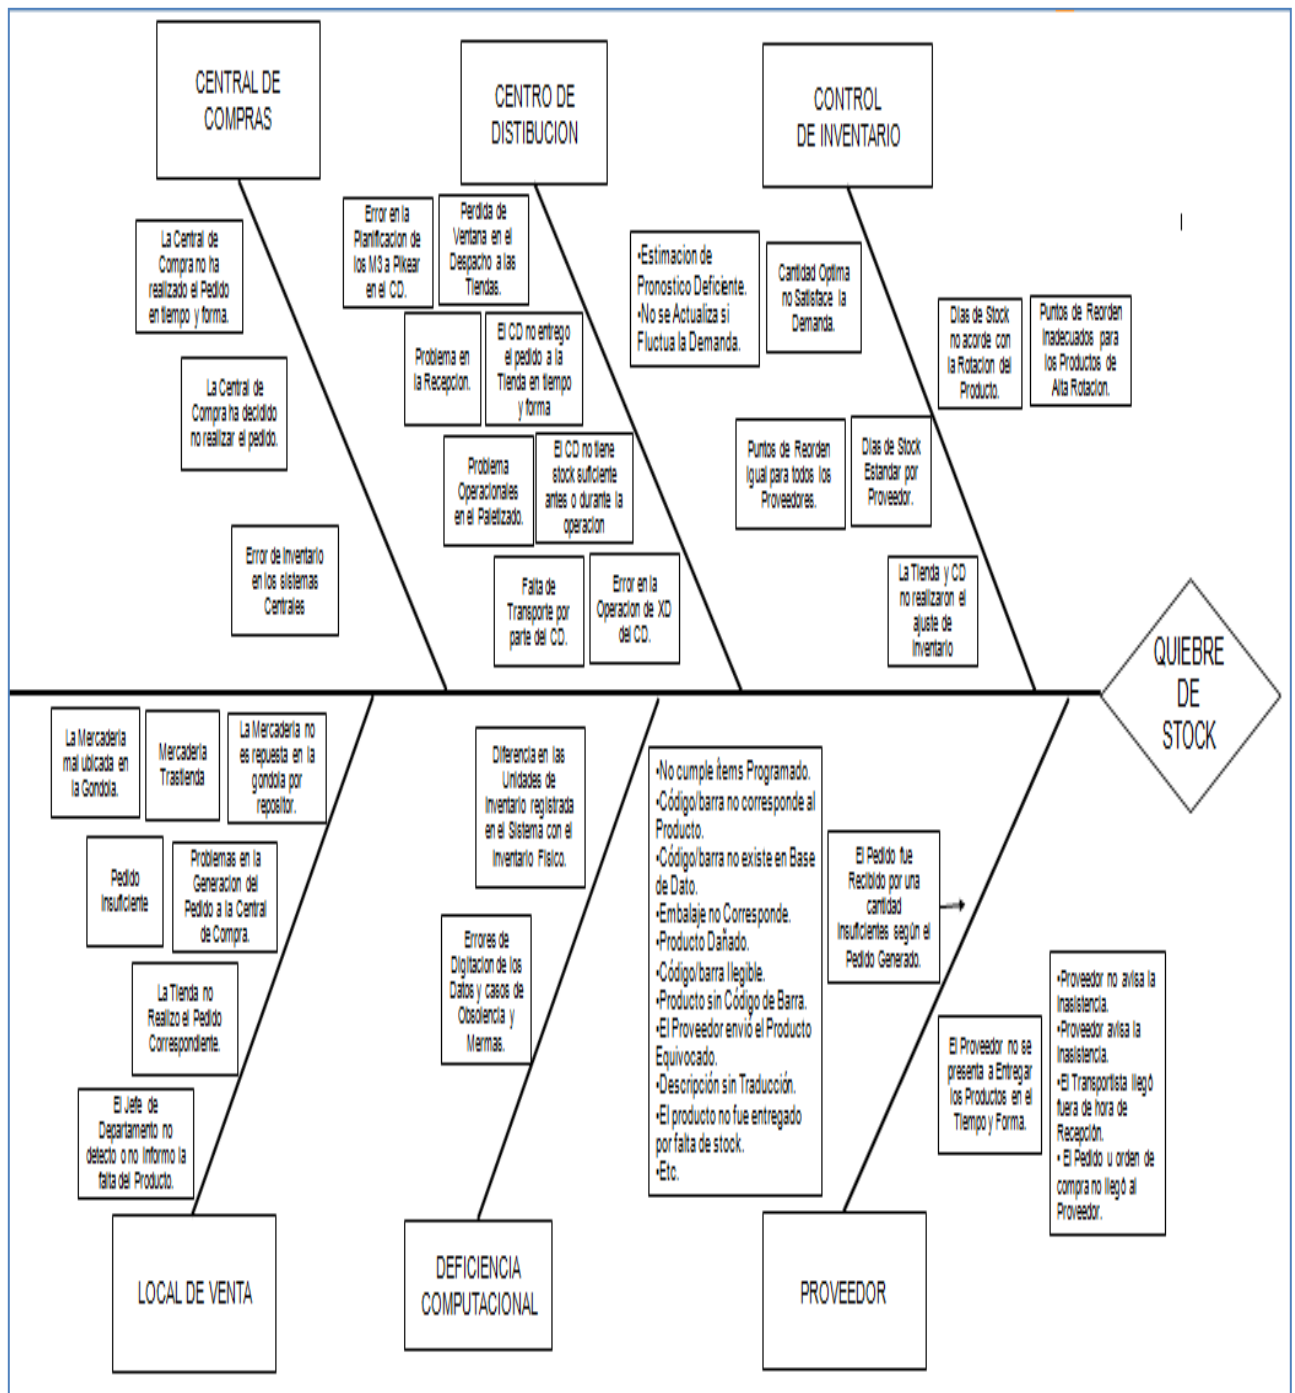 CENTRAL DE
COMPRAS
CENTRO DE
DISTIBUCION
CONTROL
DE INVENTARIO
La Central de
Compra no ha
realizado el Pedido
en tiempo y forma.
La Central de
Compra ha decidido
no realizar el pedido.
Error de Inventario
en los sistemas
Centrales
Error en la
Planificacion de
los M3 a Pikear
en el CD.
Perdida de
Ventana en el
Despacho a las
Tiendas.
Problema en
la Recepcion.
El CD no entrego
el pedido a la
Tienda en tiempo
y forma
Problema
Operacionales
en el Paletizado.
El CD no tiene
stock suficiente
antes o durante la
operacion
Falta de
Transporte por
parte del CD.
Error en la
Operacion de XD
del CD.
•Estimacion de
Pronostico Deficiente.
•No se Actualiza si
Fluctua la Demanda.
Cantidad Optima
no Satisface la
Demanda.
Dias de Stock
no acorde con
la Rotacion del
Producto.
Puntos de Reorden
Inadecuados para
los Productos de
Alta Rotacion.
Puntos de Reorden
Igual para todos los
Proveedores.
Dias de Stock
Estandar por
Proveedor.
La Tienda y CD
no realizaron el
ajuste de
Inventario
QUIEBRE
DE
STOCK
La Mercaderia
mal ubicada en
la Gondola.
Mercaderia
Trastienda
La Mercaderia no
es repuesta en la
gondola por
repositor.
Pedido
Insuficiente
Problemas en la
Generacion del
Pedido a la Central
de Compra.
La Tienda no
Realizo el Pedido
Correspondiente.
El Jefe de
Departamento no
detecto o no Informo la
falta del Producto.
Diferencia en las
Unidades de
Inventario registrada
en el Sistema con el
Inventario Fisico.
Errores de
Digitacion de los
Datos y casos de
Obsolencia y
Mermas.
•No cumple ítems Programado.
•Código/barra no corresponde al
Producto.
•Código/barra no existe en Base
de Dato.
•Embalaje no Corresponde.
•Producto Dañado.
•Código/barra Ilegible.
•Producto sin Código de Barra.
•El Proveedor envió el Producto
Equivocado.
•Descripción sin Traducción.
•El producto no fue entregado
por falta de stock.
•Etc.
El Pedido fue
Recibido por una
cantidad
Insuficientes según el
Pedido Generado.
El Proveedor no se
presenta a Entregar
los Productos en el
Tiempo y Forma.
•Proveedor no avisa la
Inasistencia.
•Proveedor avisa la
Inasistencia.
•El Transportista llegó
fuera de hora de
Recepción.
• El Pedido u orden de
compra no llegó al
Proveedor.
LOCAL DE VENTA
DEFICIENCIA
COMPUTACIONAL
PROVEEDOR